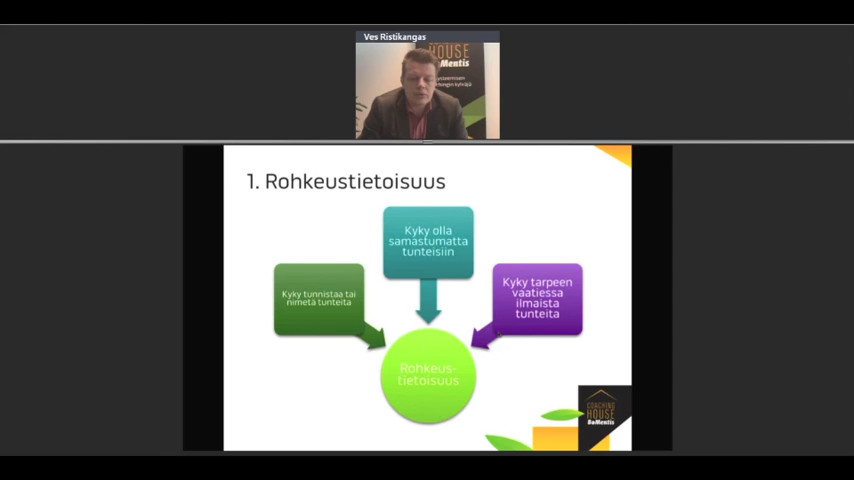 Ves Ristikangas
HOUSE
Mentis
1. Rohkeustietoisuus
Kyky olla
samastumatta
tunteisiin
Kyky tunnistaa tai
nimetä tunteita
Kyky tarpeen
vaatiessa
ilmaista
tunteita
Rohkeus-
tietoisuus
COACHING
HOUSE
BoMentis